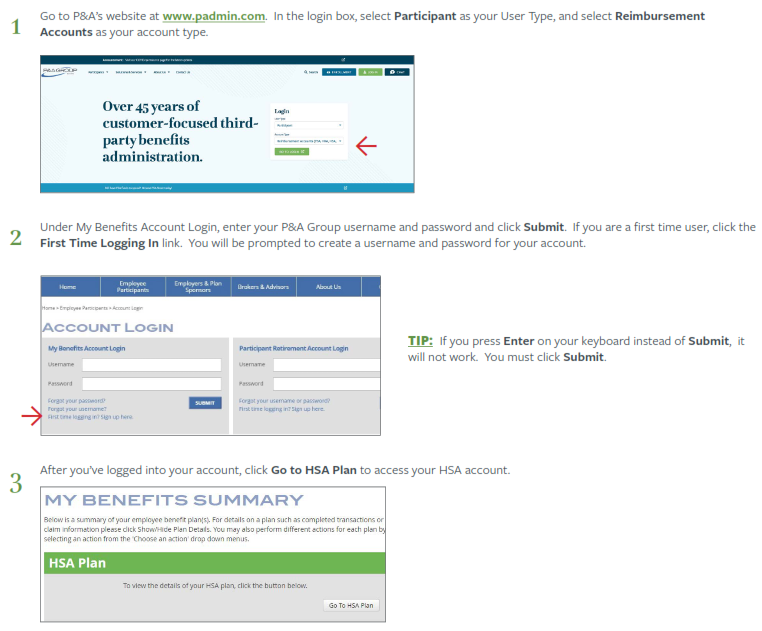 1
Go to P&A's website at www.padmin.com. In the login box, select Participant as your User Type, and select Reimbursement
Accounts as your account type.
P&A GROUP
Participants
About Us
Contact Us
Search
Over 45 years of
customer-focused third-
party benefits
administration.
Login
User Type
Participant
Account Type
2
Under My Benefits Account Login, enter your P&A Group username and password and click Submit. If you are a first time user, click the
First Time Logging In link. You will be prompted to create a username and password for your account.
Home
Employee
Participants
Employers & Plan
Sponsors
Brokers & Advisors
About Us
Home > Employee Participants > Account Login
ACCOUNT LOGIN
My Benefits Account Login
Username
Password
Forgot your password?
Forgot your username?
First time logging in? Sign up here.
SUBMIT
Participant Retirement Account Login
Username
Password
Forgot your username or password?
First time logging in? Sign up here.
TIP: If you press Enter on your keyboard instead of Submit, it
will not work. You must click Submit.
3
After you've logged into your account, click Go to HSA Plan to access your HSA account.
MY BENEFITS SUMMARY
Below is a summary of your employee benefit plan(s). For details on a plan such as completed transactions or
claim information please click Show/Hide Plan Details. You may also perform different actions for each plan by
selecting an action from the 'Choose an action' drop down menus.
HSA Plan
To view the details of your HSA plan, click the button below.
Go To HSA Plan